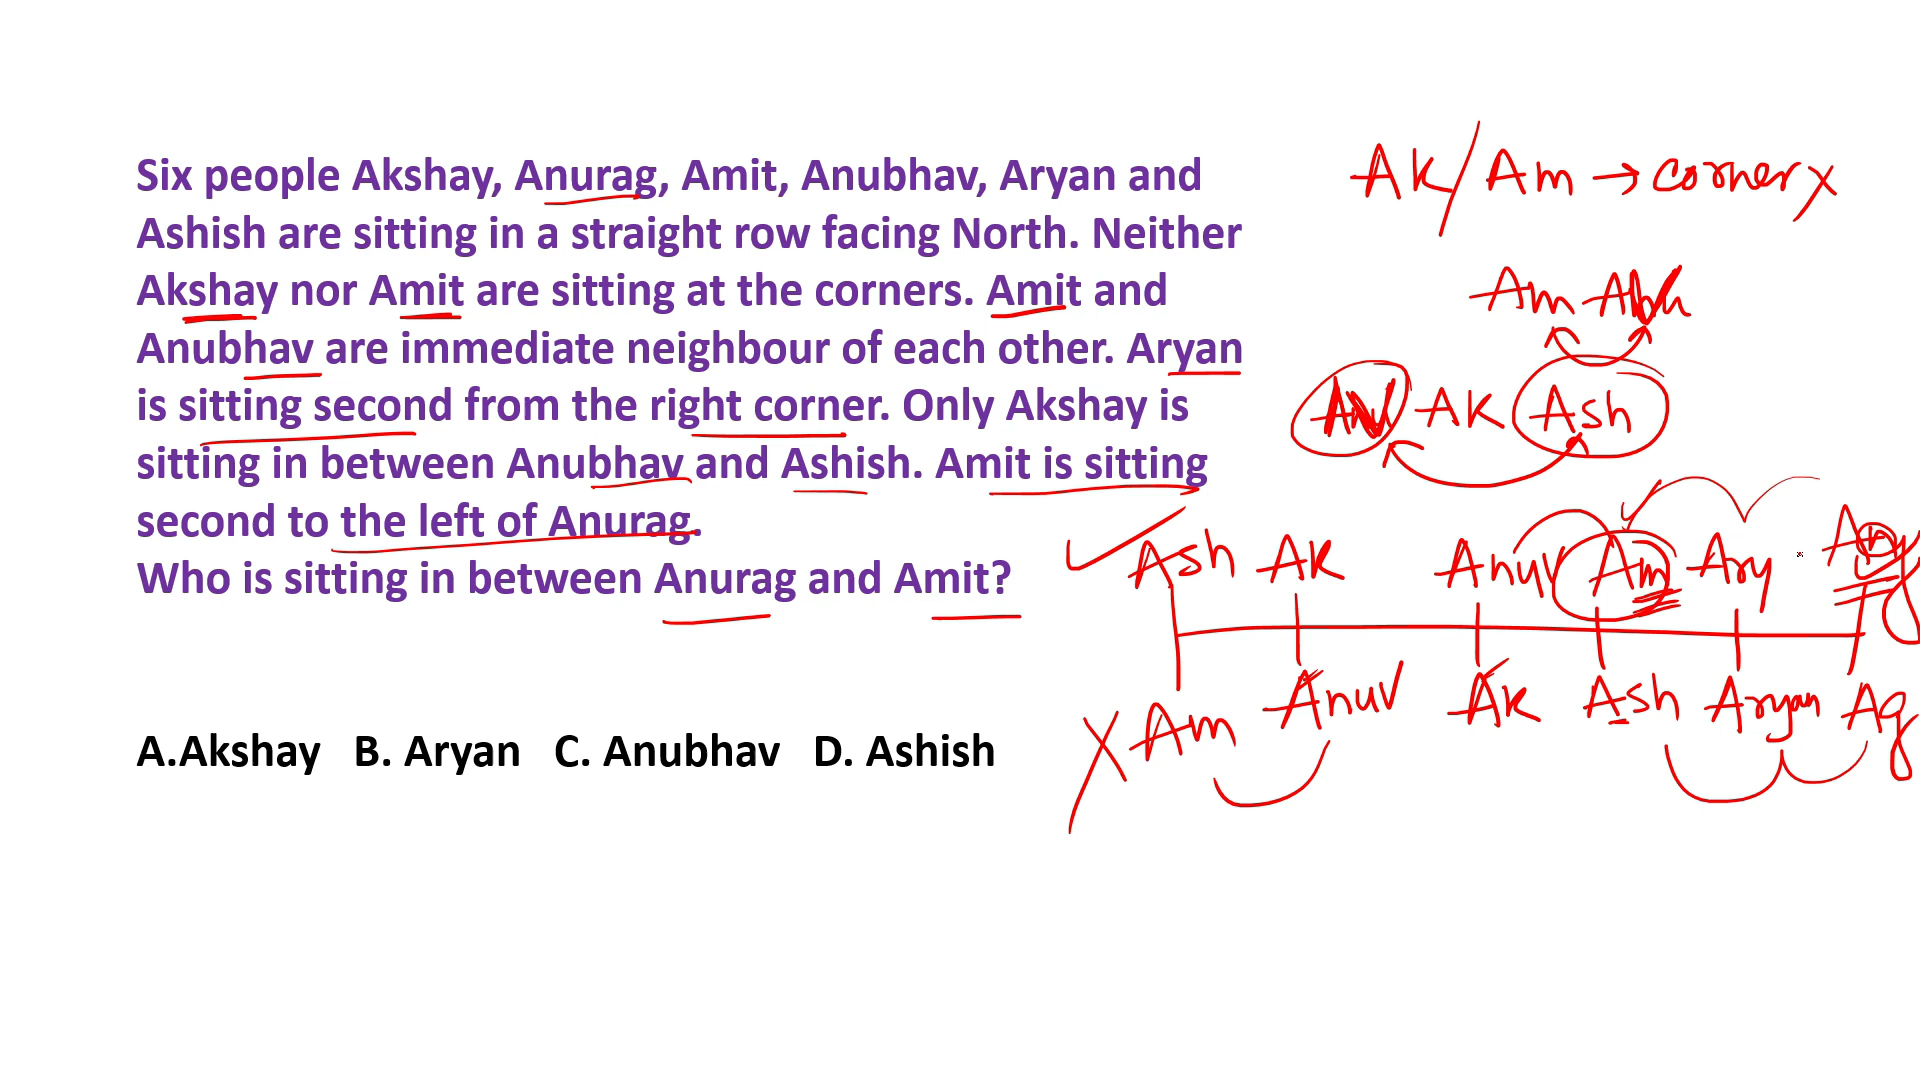 Six people Akshay, Anurag, Amit, Anubhav, Aryan and
Ashish are sitting in a straight row facing North. Neither
Akshay nor Amit are sitting at the corners. Amit and
Anubhav are immediate neighbour of each other. Aryan
is sitting second from the right corner. Only Akshay is
sitting in between Anubhav and Ashish. Amit is sitting
second to the left of Anurag.
Who is sitting in between Anurag and Amit?
A.Akshay B. Aryan C. Anubhav D. Ashish
Ak/Am → corner x
Am
AK Ash
Ash AK Anuv Am Ary
X Am Anuv Ak Ash Aryan Ag